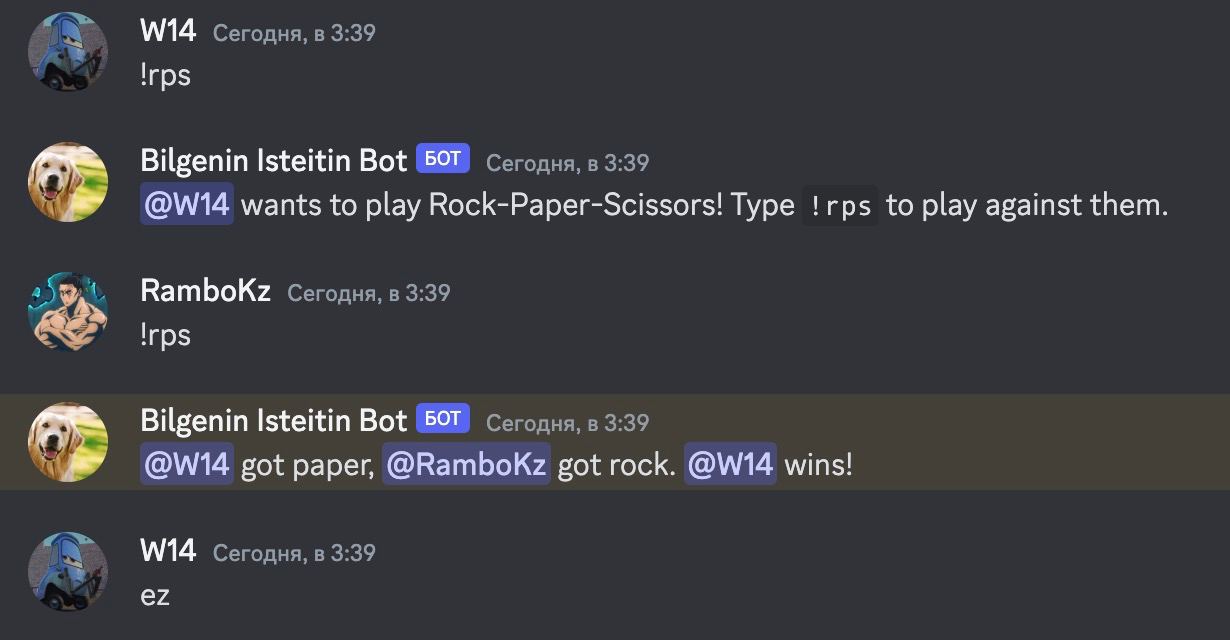 W14 Сегодня, в 3:39
!rps
Bilgenin Isteitin Bot БОТ Сегодня, в 3:39
@W14 wants to play Rock-Paper-Scissors! Type !rps to play against them.
RamboKz Сегодня, в 3:39
!rps
Bilgenin Isteitin Bot БОТ Сегодня, в 3:39
@W14 got paper, @RamboKz got rock. @W14 wins!
W14 Сегодня, в 3:39
ez